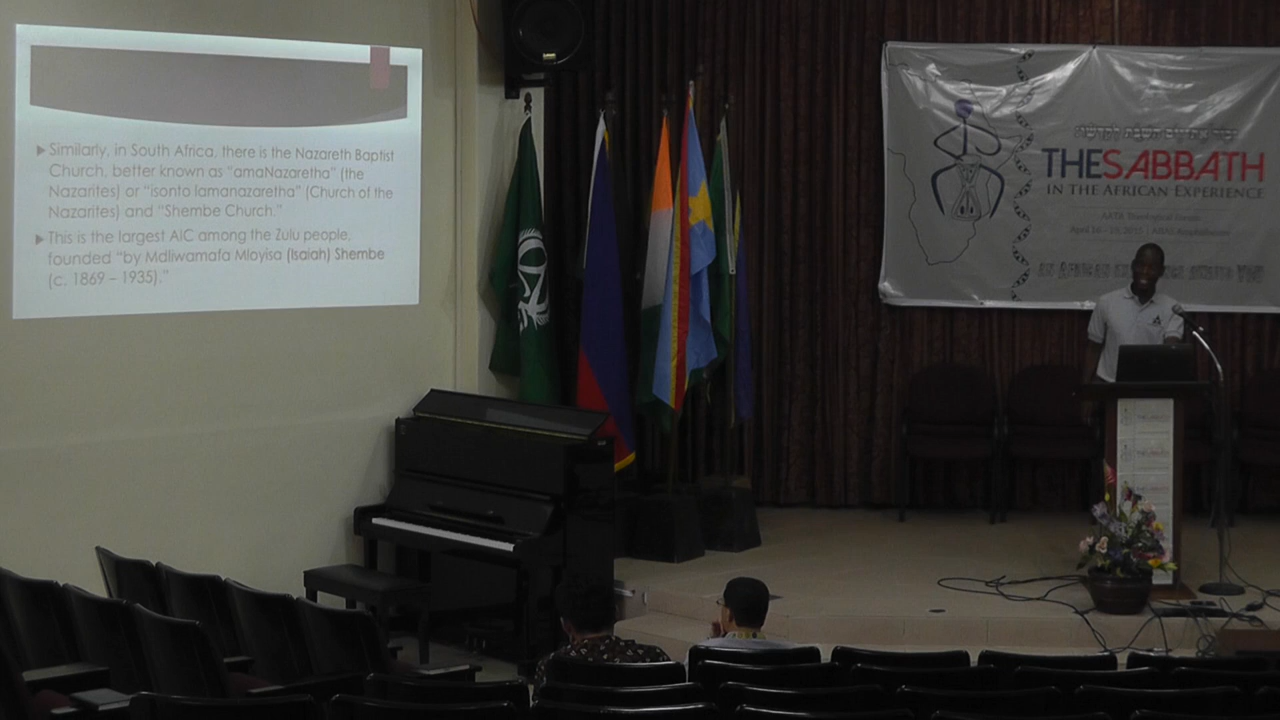 Similarly, in South Africa, there is the Nazareth Baptist
Church, better known as “amaNazaretha” (the
Nazarites) or “isonto lamanazaretha” (Church of the
Nazarites) and “Shembe Church.”
This is the largest AIC among the Zulu people,
founded “by Mdliwamafa Mloyisa (Isaiah) Shembe
(c. 1869 – 1935).”
THESABBATH
IN THE AFRICAN EXPERIENCE